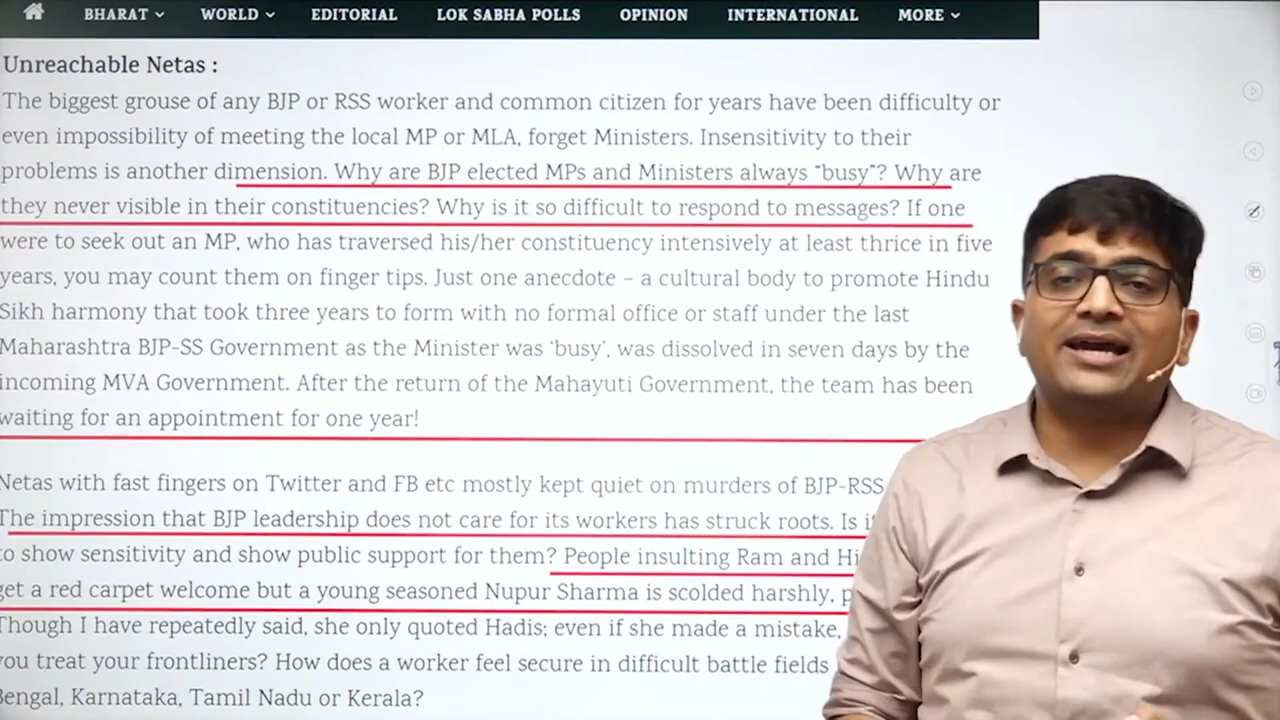 BHARAT WORLD EDITORIAL LOK SABHA POLLS OPINION INTERNATIONAL MORE
Unreachable Netas :
The biggest grouse of any BJP or RSS worker and common citizen for years have been difficulty or
even impossibility of meeting the local MP or MLA, forget Ministers. Insensitivity to their
problems is another dimension. Why are BJP elected MPs and Ministers always “busy”? Why are
they never visible in their constituencies? Why is it so difficult to respond to messages? If one
were to seek out an MP, who has traversed his/her constituency intensively at least thrice in five
years, you may count them on finger tips. Just one anecdote – a cultural body to promote Hindu
Sikh harmony that took three years to form with no formal office or staff under the last
Maharashtra BJP-SS Government as the Minister was ‘busy’, was dissolved in seven days by the
incoming MVA Government. After the return of the Mahayuti Government, the team has been
waiting for an appointment for one year!
Netas with fast fingers on Twitter and FB etc mostly kept quiet on murders of BJP-RSS
The impression that BJP leadership does not care for its workers has struck roots. Is
to show sensitivity and show public support for them? People insulting Ram and
get a red carpet welcome but a young seasoned Nupur Sharma is scolded harshly,
Though I have repeatedly said, she only quoted Hadis; even if she made a mistake,
you treat your frontliners? How does a worker feel secure in difficult battle fields
Bengal, Karnataka, Tamil Nadu or Kerala?